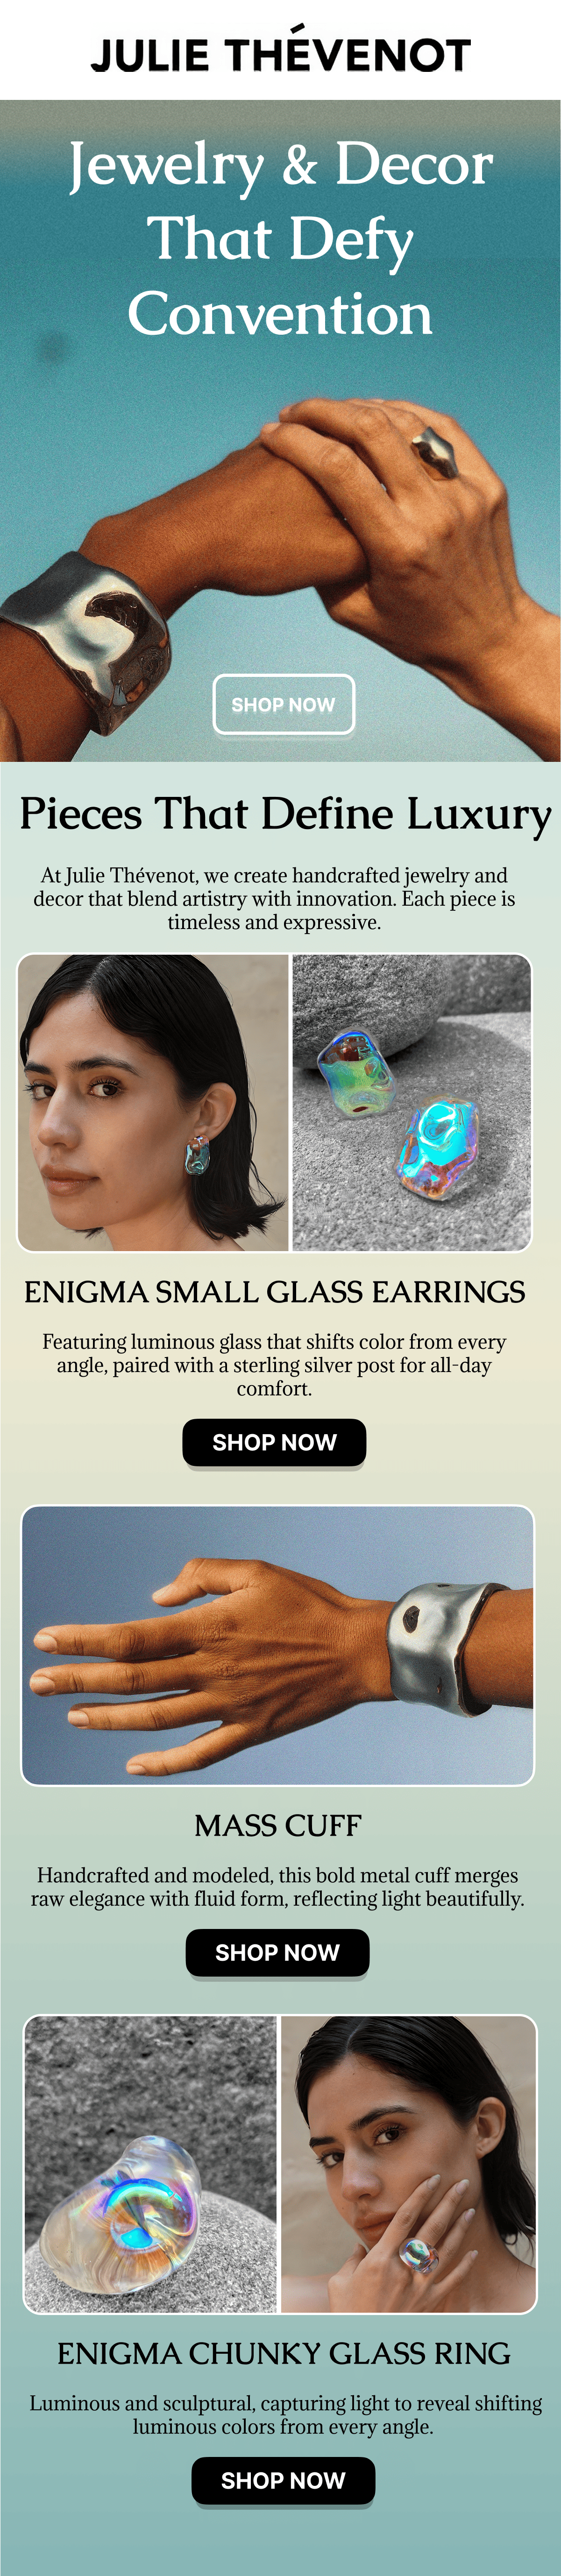 JULIE THÉVENOT
Jewelry & Decor
That Defy
Convention
SHOP NOW
Pieces That Define Luxury
At Julie Thévenot, we create handcrafted jewelry and
decor that blend artistry with innovation. Each piece is
timeless and expressive.
ENIGMA SMALL GLASS EARRINGS
Featuring luminous glass that shifts color from every
angle, paired with a sterling silver post for all-day
comfort.
SHOP NOW
MASS CUFF
Handcrafted and modeled, this bold metal cuff merges
raw elegance with fluid form, reflecting light beautifully.
SHOP NOW
ENIGMA CHUNKY GLASS RING
Luminous and sculptural, capturing light to reveal shifting
luminous colors from every angle.
SHOP NOW